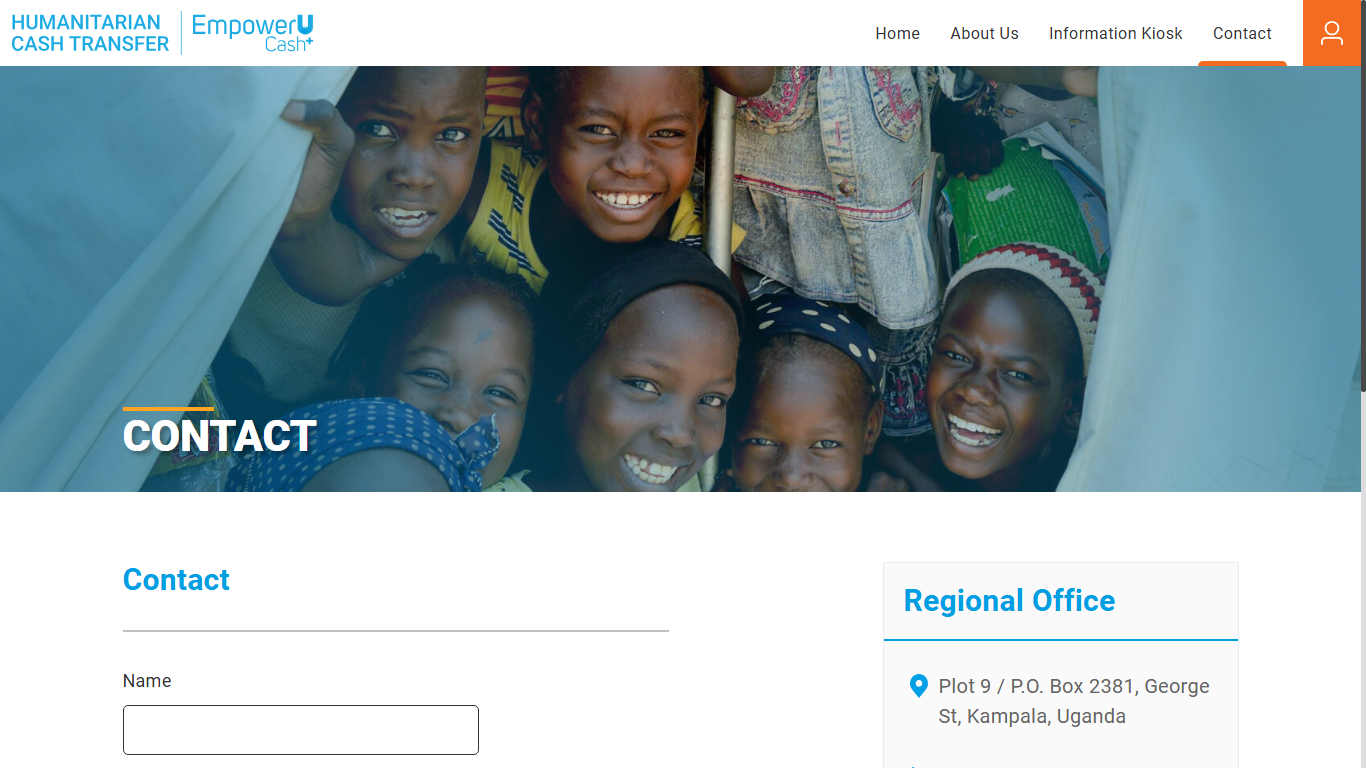 HUMANITARIAN
CASH TRANSFER
EmpowerU
Cash+
Home
About Us
Information Kiosk
Contact
CONTACT
Contact
Name
Regional Office
Plot 9 / P.O. Box 2381, George
St, Kampala, Uganda